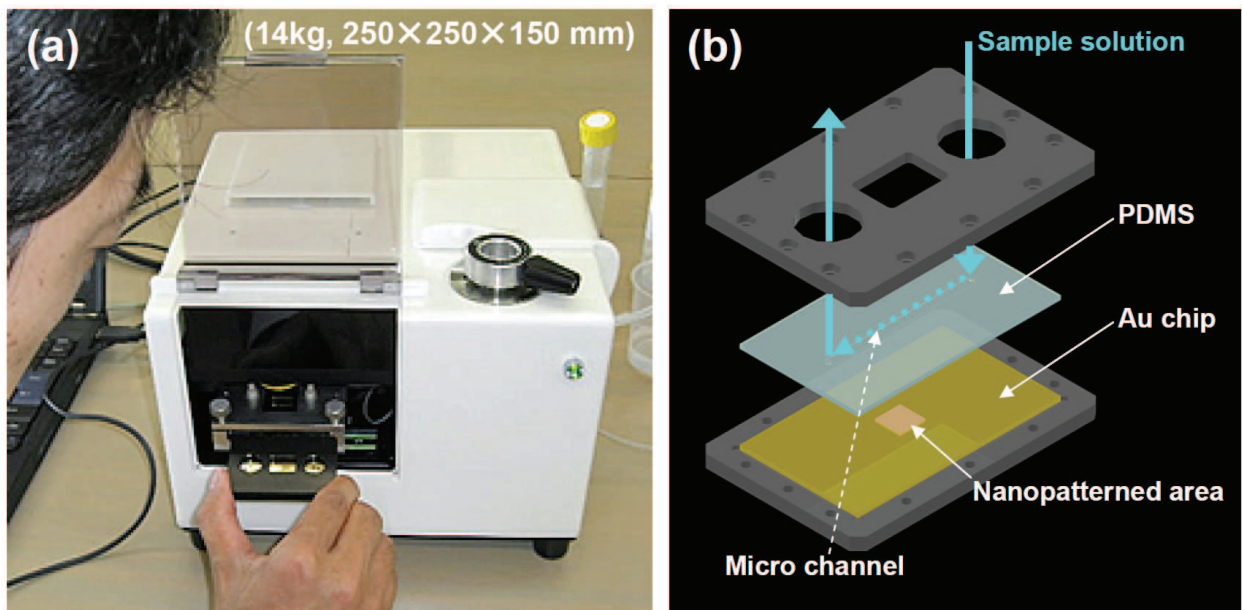 (a)
(14kg, 250×250×150 mm)
(b)
Sample solution
PDMS
Au chip
Nanopatterned area
Micro channel